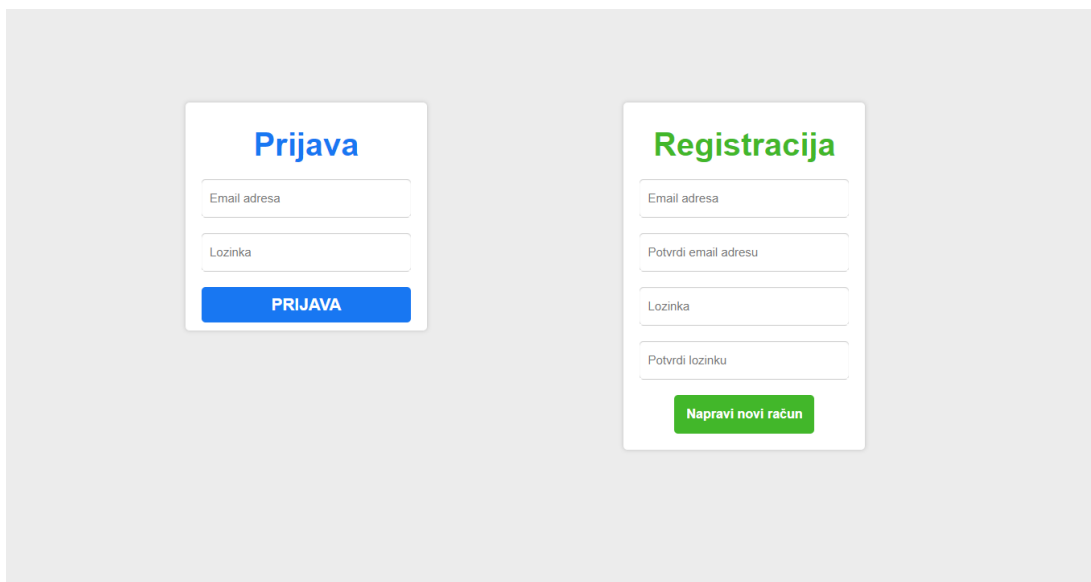 Prijava
Email adresa
Lozinka
PRIJAVA
Registracija
Email adresa
Potvrdi email adresu
Lozinka
Potvrdi lozinku
Napravi novi račun